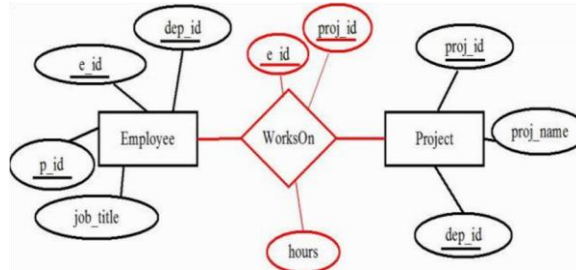 dep_id
proj_id
e_id
e_id
proj_id
Employee
WorksOn
Project
proj_name
p_id
job_title
hours
dep_id